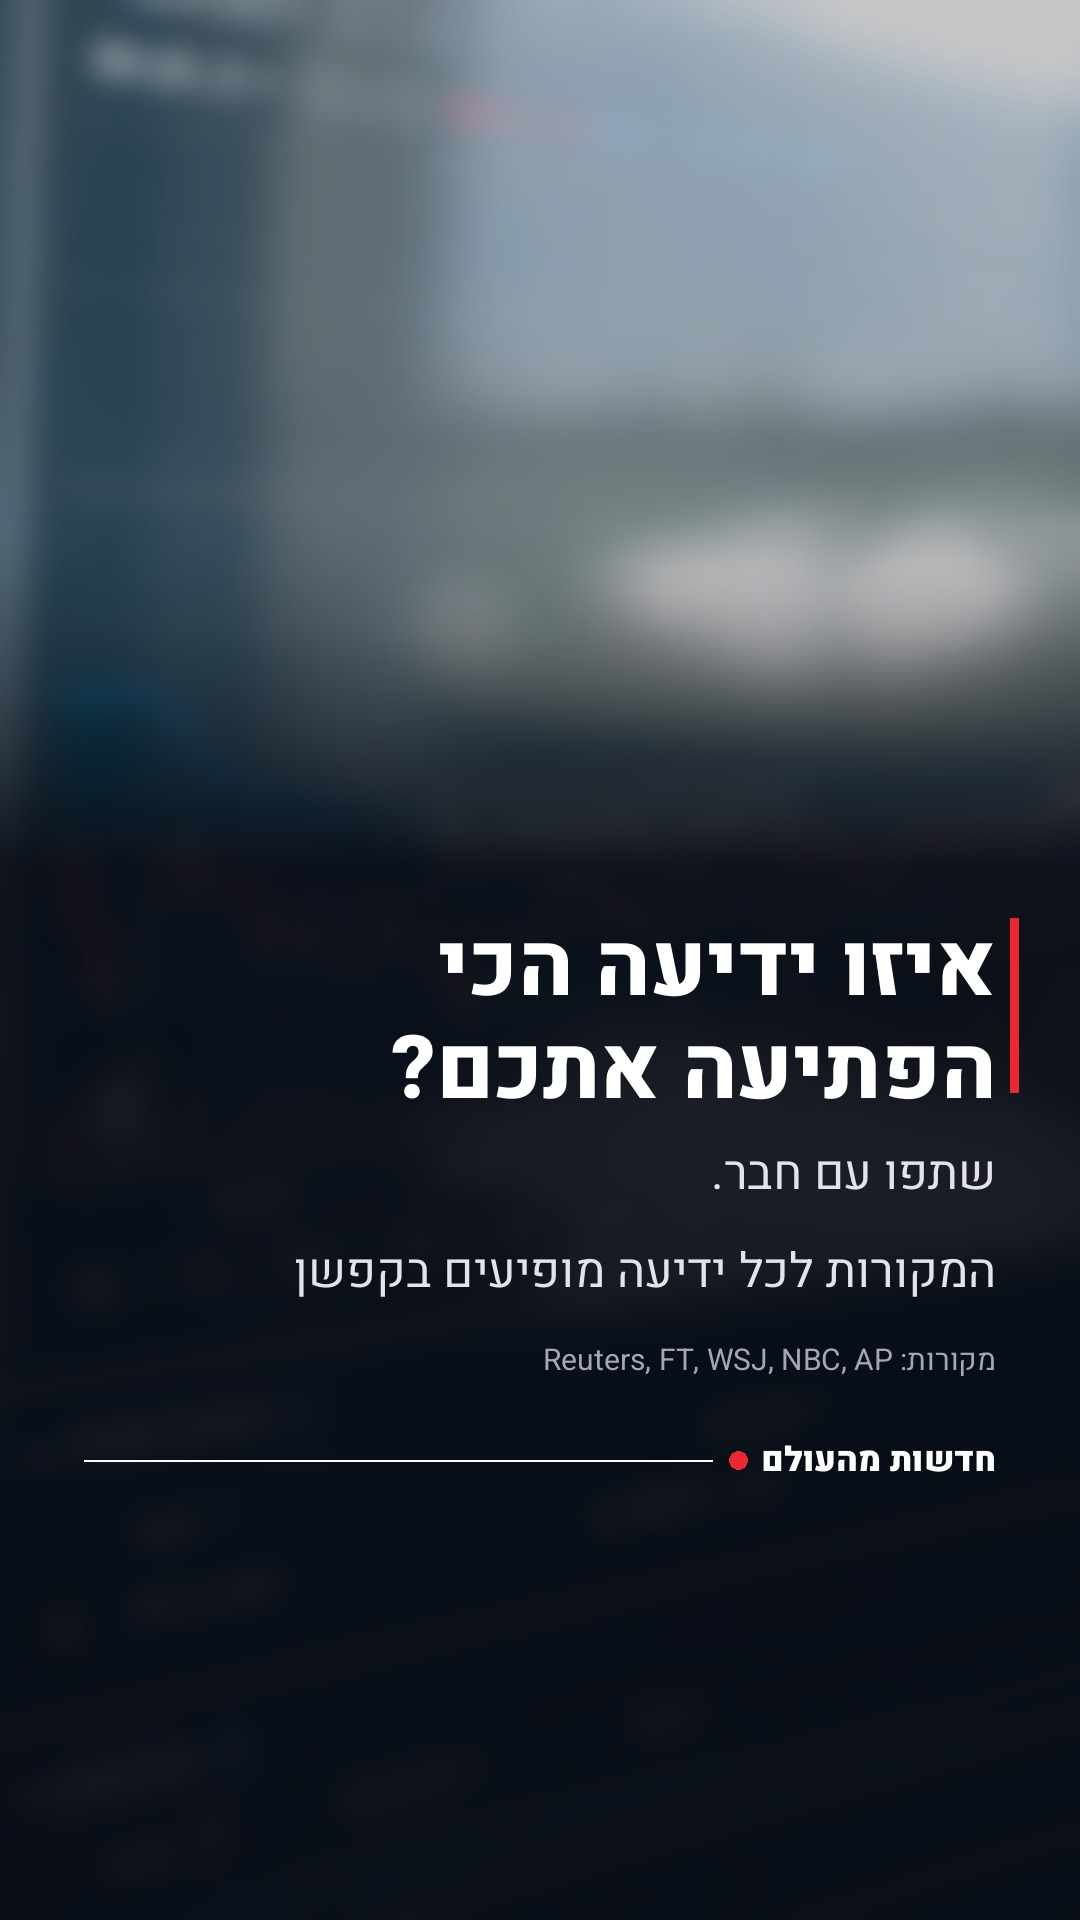 איזו ידיעה הכי
הפתיעה אתכם?
שתפו עם חבר.
המקורות לכל ידיעה מופיעים בקפשן
מקורות: Reuters, FT, WSJ, NBC, AP
חדשות מהעולם